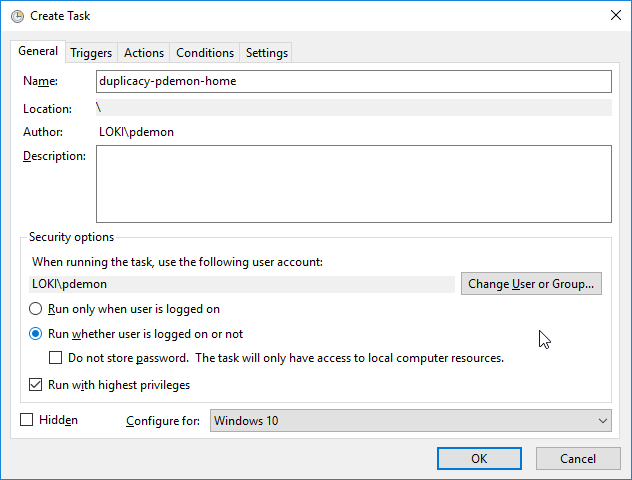 Create Task
General Triggers Actions Conditions Settings
Name: duplicacy-pdemon-home
Location: \
Author: LOKI\pdemon
Description:
Security options
When running the task, use the following user account:
LOKI\pdemon Change User or Group...
Run only when user is logged on
Run whether user is logged on or not
Do not store password. The task will only have access to local computer resources.
Run with highest privileges
Hidden Configure for: Windows 10
OK Cancel